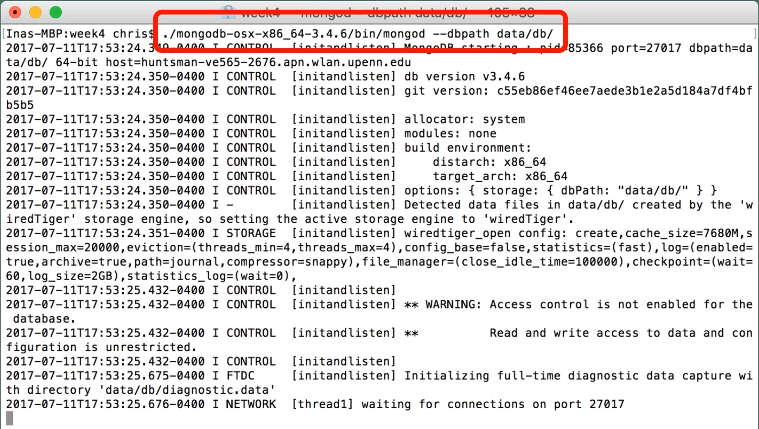 week4 — mongod --dbpath data/db/ — 105×33
[Inas-MBP:week4 chris$ ./mongodb-osx-x86_64-3.4.6/bin/mongod --dbpath data/db/ ]
2017-07-11T17:53:24.349-0400 I CONTROL  [initandlisten] MongoDB starting : pid=85366 port=27017 dbpath=da
ta/db/ 64-bit host=huntsman-ve565-2676.apn.wlan.upenn.edu
2017-07-11T17:53:24.350-0400 I CONTROL  [initandlisten] db version v3.4.6
2017-07-11T17:53:24.350-0400 I CONTROL  [initandlisten] git version: c55eb86ef46ee7aede3b1e2a5d184a7df4bf
b5b5
2017-07-11T17:53:24.350-0400 I CONTROL  [initandlisten] allocator: system
2017-07-11T17:53:24.350-0400 I CONTROL  [initandlisten] modules: none
2017-07-11T17:53:24.350-0400 I CONTROL  [initandlisten] build environment:
2017-07-11T17:53:24.350-0400 I CONTROL  [initandlisten]     distarch: x86_64
2017-07-11T17:53:24.350-0400 I CONTROL  [initandlisten]     target_arch: x86_64
2017-07-11T17:53:24.350-0400 I CONTROL  [initandlisten] options: { storage: { dbPath: "data/db/" } }
2017-07-11T17:53:24.350-0400 I -        [initandlisten] Detected data files in data/db/ created by the 'w
iredTiger' storage engine, so setting the active storage engine to 'wiredTiger'.
2017-07-11T17:53:24.351-0400 I STORAGE  [initandlisten] wiredtiger_open config: create,cache_size=7680M,s
ession_max=20000,eviction=(threads_min=4,threads_max=4),config_base=false,statistics=(fast),log=(enabled=
true,archive=true,path=journal,compressor=snappy),file_manager=(close_idle_time=100000),checkpoint=(wait=
60,log_size=2GB),statistics_log=(wait=0),
2017-07-11T17:53:25.432-0400 I CONTROL  [initandlisten]
2017-07-11T17:53:25.432-0400 I CONTROL  [initandlisten] ** WARNING: Access control is not enabled for the
 database.
2017-07-11T17:53:25.432-0400 I CONTROL  [initandlisten] **          Read and write access to data and con
figuration is unrestricted.
2017-07-11T17:53:25.432-0400 I CONTROL  [initandlisten]
2017-07-11T17:53:25.675-0400 I FTDC     [initandlisten] Initializing full-time diagnostic data capture wi
th directory 'data/db/diagnostic.data'
2017-07-11T17:53:25.676-0400 I NETWORK  [thread1] waiting for connections on port 27017